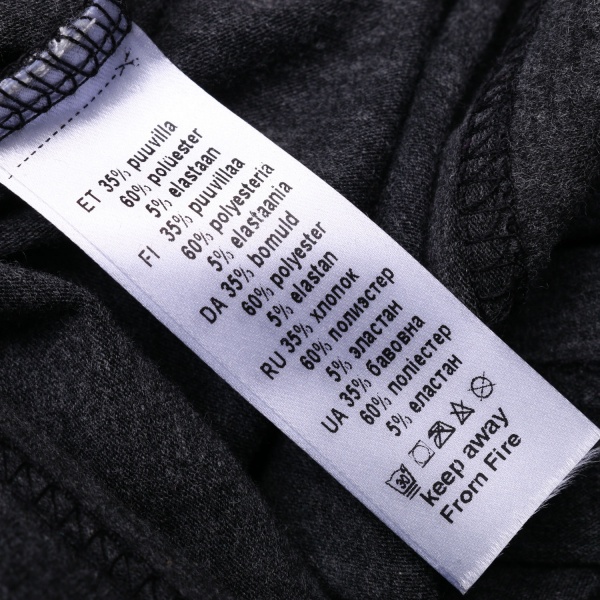 ET 35% puuvilla
60% polüester
5% elastaan
FI 35% puuvillaa
60% polyesteriä
5% elastaania
DA 35% bomuld
60% polyester
5% elastan
RU 35% хлопок
60% полиэстер
5% эластан
UA 35% бавовна
60% поліестер
5% еластан
30°
keep away
From Fire